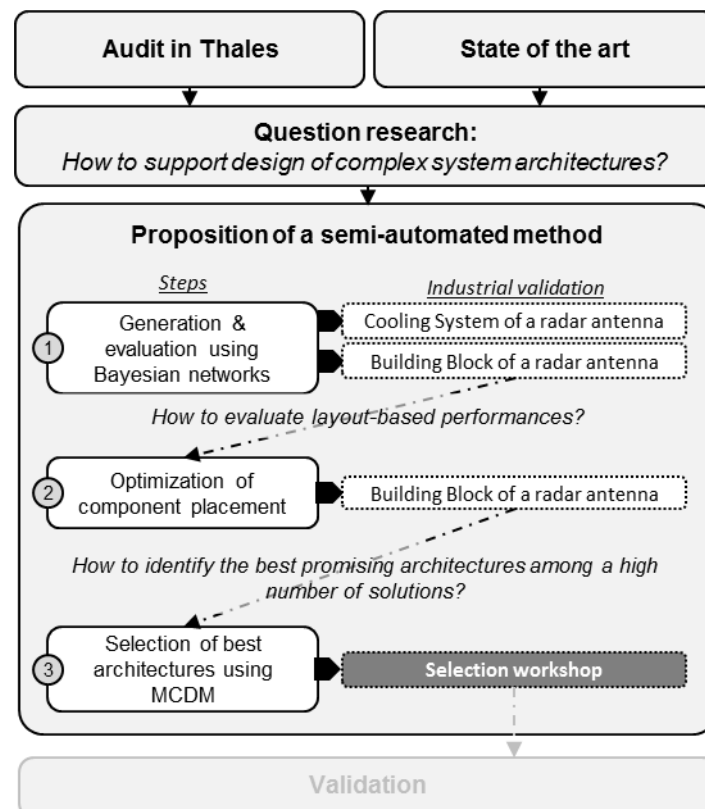 Audit in Thales
State of the art
Question research:
How to support design of complex system architectures?
Proposition of a semi-automated method
Steps
Industrial validation
1
Generation &
evaluation using
Bayesian networks
Cooling System of a radar antenna
Building Block of a radar antenna
How to evaluate layout-based performances?
2
Optimization of
component placement
Building Block of a radar antenna
How to identify the best promising architectures among a high
number of solutions?
3
Selection of best
architectures using
MCDM
Selection workshop
Validation